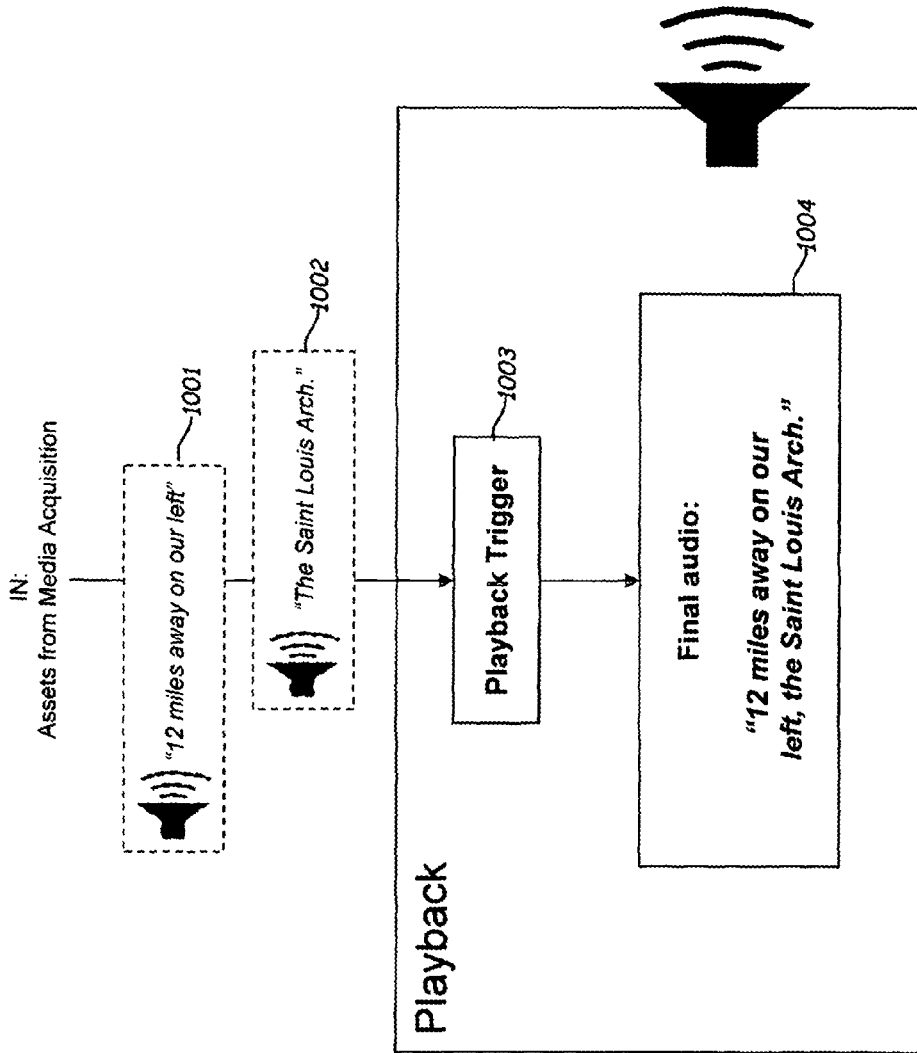 IN:
Assets from Media Acquisition
"12 miles away on our left"
1001
"The Saint Louis Arch."
1002
Playback
Playback Trigger
1003
Final audio:
"12 miles away on our
left, the Saint Louis Arch."
1004